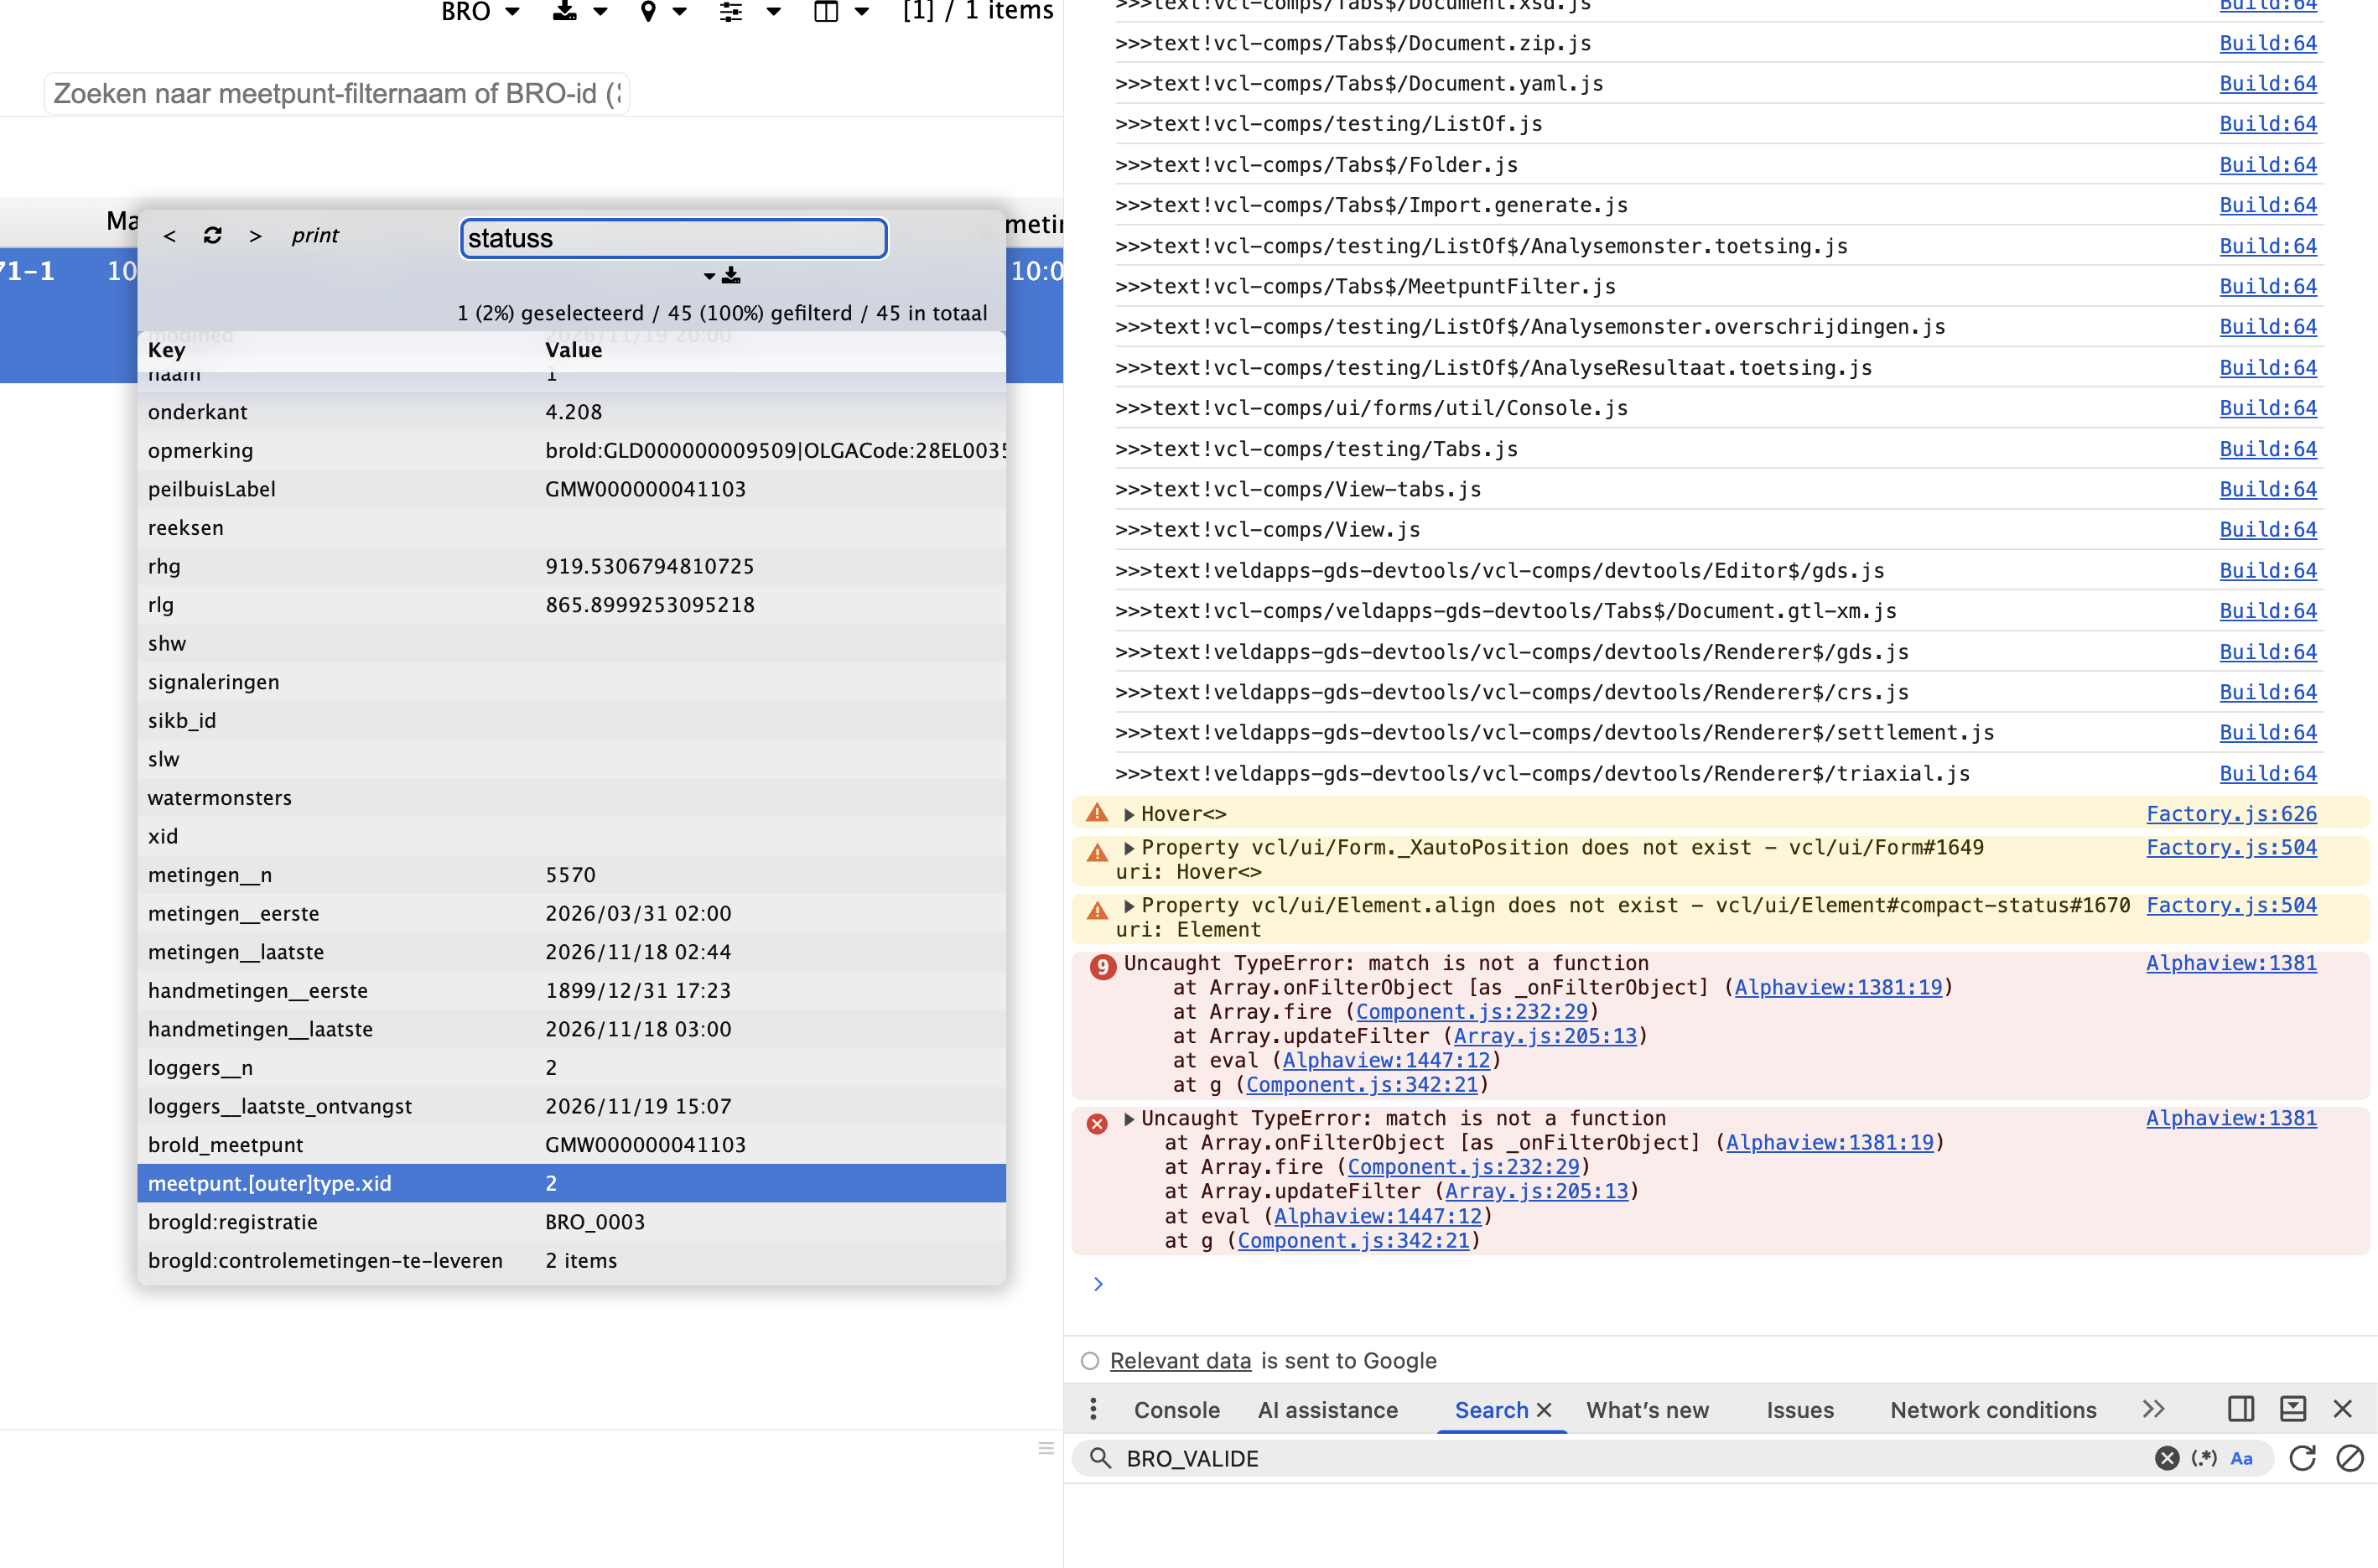 BRO [1] / 1 items
Zoeken naar meetpunt-filternaam of BRO-id (
Ma metin
71-1 10 10:0
< > print statuss
1 (2%) geselecteerd / 45 (100%) gefilterd / 45 in totaal
modified 2026/11/19 20:00
Key Value
naam 1
onderkant 4.208
opmerking broId:GLD000000009509|OLGACode:28EL0035
peilbuisLabel GMW000000041103
reeksen
rhg 919.5306794810725
rlg 865.8999253095218
shw
signaleringen
sikb_id
slw
watermonsters
xid
metingen__n 5570
metingen__eerste 2026/03/31 02:00
metingen__laatste 2026/11/18 02:44
handmetingen__eerste 1899/12/31 17:23
handmetingen__laatste 2026/11/18 03:00
loggers__n 2
loggers__laatste_ontvangst 2026/11/19 15:07
broId_meetpunt GMW000000041103
meetpunt.[outer]type.xid 2
brogld:registratie BRO_0003
brogld:controlemetingen-te-leveren 2 items
>>>text!vcl-comps/Tabs$/Document.xsd.js Build:64
>>>text!vcl-comps/Tabs$/Document.zip.js Build:64
>>>text!vcl-comps/Tabs$/Document.yaml.js Build:64
>>>text!vcl-comps/testing/ListOf.js Build:64
>>>text!vcl-comps/Tabs$/Folder.js Build:64
>>>text!vcl-comps/Tabs$/Import.generate.js Build:64
>>>text!vcl-comps/testing/ListOf$/Analysemonster.toetsing.js Build:64
>>>text!vcl-comps/Tabs$/MeetpuntFilter.js Build:64
>>>text!vcl-comps/testing/ListOf$/Analysemonster.overschrijdingen.js Build:64
>>>text!vcl-comps/testing/ListOf$/AnalyseResultaat.toetsing.js Build:64
>>>text!vcl-comps/ui/forms/util/Console.js Build:64
>>>text!vcl-comps/testing/Tabs.js Build:64
>>>text!vcl-comps/View-tabs.js Build:64
>>>text!vcl-comps/View.js Build:64
>>>text!veldapps-gds-devtools/vcl-comps/devtools/Editor$/gds.js Build:64
>>>text!vcl-comps/veldapps-gds-devtools/Tabs$/Document.gtl-xm.js Build:64
>>>text!veldapps-gds-devtools/vcl-comps/devtools/Renderer$/gds.js Build:64
>>>text!veldapps-gds-devtools/vcl-comps/devtools/Renderer$/crs.js Build:64
>>>text!veldapps-gds-devtools/vcl-comps/devtools/Renderer$/settlement.js Build:64
>>>text!veldapps-gds-devtools/vcl-comps/devtools/Renderer$/triaxial.js Build:64
Hover<> Factory.js:626
Property vcl/ui/Form._XautoPosition does not exist - vcl/ui/Form#1649 Factory.js:504
uri: Hover<>
Property vcl/ui/Element.align does not exist - vcl/ui/Element#compact-status#1670 Factory.js:504
uri: Element
9 Uncaught TypeError: match is not a function Alphaview:1381
at Array.onFilterObject [as _onFilterObject] (Alphaview:1381:19)
at Array.fire (Component.js:232:29)
at Array.updateFilter (Array.js:205:13)
at eval (Alphaview:1447:12)
at g (Component.js:342:21)
Uncaught TypeError: match is not a function Alphaview:1381
at Array.onFilterObject [as _onFilterObject] (Alphaview:1381:19)
at Array.fire (Component.js:232:29)
at Array.updateFilter (Array.js:205:13)
at eval (Alphaview:1447:12)
at g (Component.js:342:21)
Relevant data is sent to Google
Console AI assistance Search What's new Issues Network conditions
BRO_VALIDE (.*) Aa